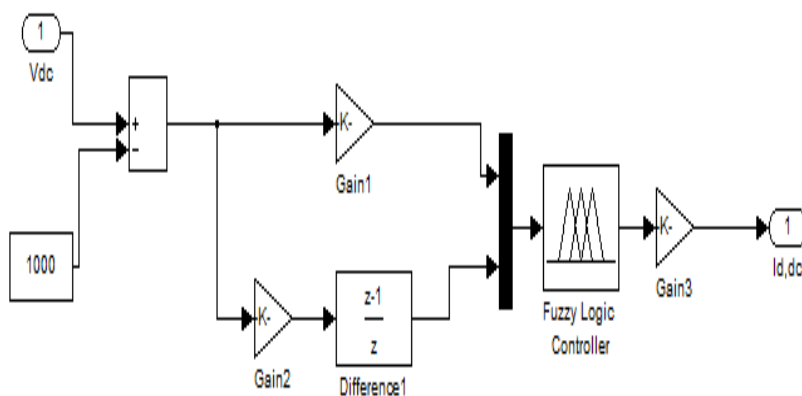 1
Vdc
+
−
1000
K-
Gain1
K-
Gain2
z-1
z
Difference1
Fuzzy Logic
Controller
K-
Gain3
1
Id,dc